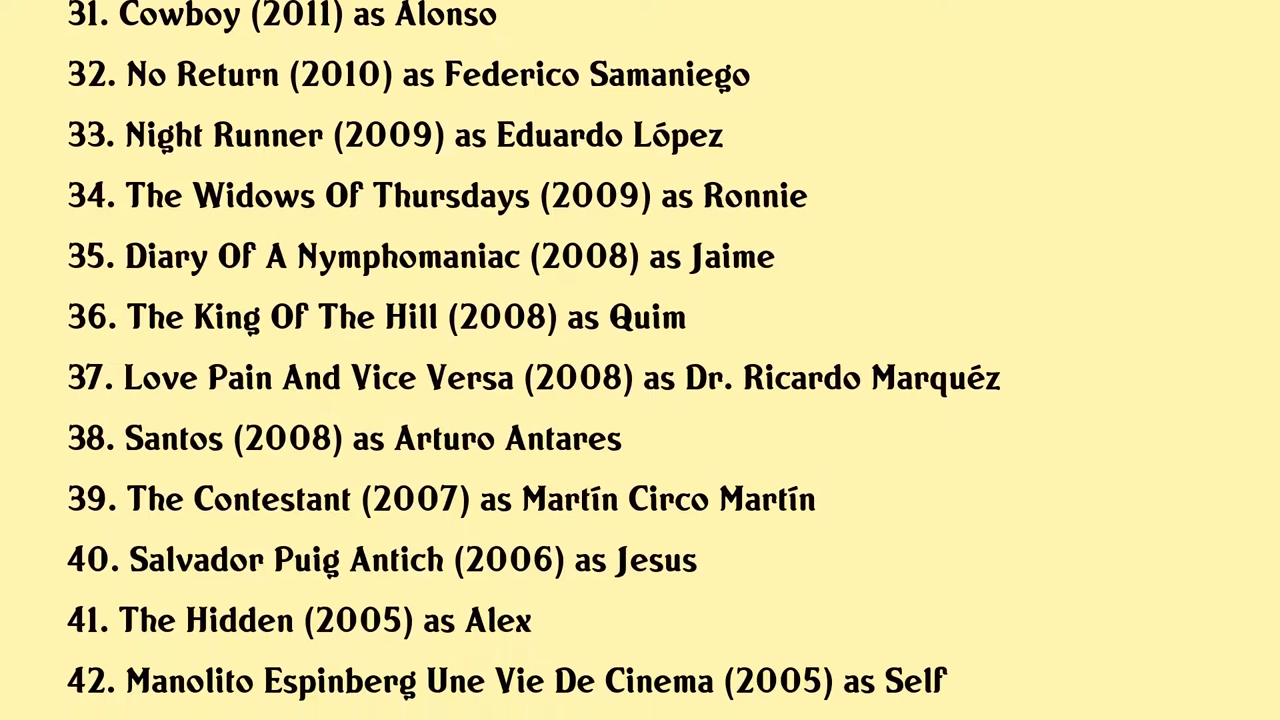 31. Cowboy (2011) as Alonso
32. No Return (2010) as Federico Samaniego
33. Night Runner (2009) as Eduardo López
34. The Widows Of Thursdays (2009) as Ronnie
35. Diary Of A Nymphomaniac (2008) as Jaime
36. The King Of The Hill (2008) as Quim
37. Love Pain And Vice Versa (2008) as Dr. Ricardo Marquéz
38. Santos (2008) as Arturo Antares
39. The Contestant (2007) as Martín Circo Martín
40. Salvador Puig Antich (2006) as Jesus
41. The Hidden (2005) as Alex
42. Manolito Espinberg Une Vie De Cinema (2005) as Self